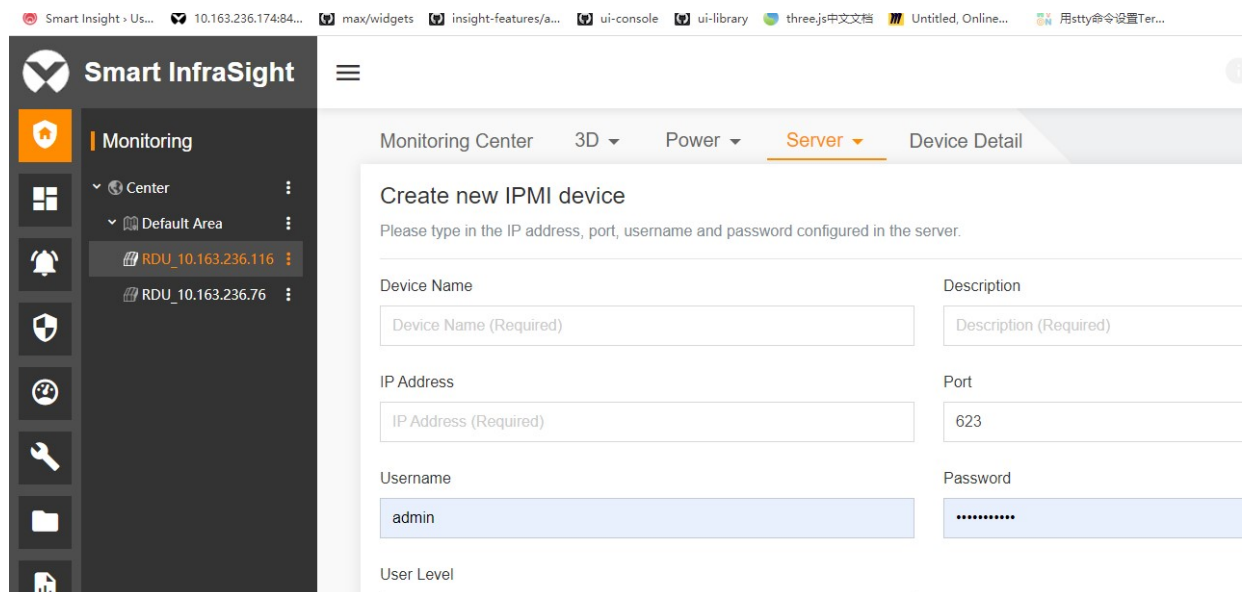 Smart Insight › Us... 10.163.236.174:84... max/widgets insight-features/a... ui-console ui-library three.js中文文档 Untitled, Online... 用stty命令设置Ter...
Smart InfraSight
Monitoring
Center
Default Area
RDU_10.163.236.116
RDU_10.163.236.76
Monitoring Center 3D Power Server Device Detail
Create new IPMI device
Please type in the IP address, port, username and password configured in the server.
Device Name Description
Device Name (Required) Description (Required)
IP Address Port
IP Address (Required) 623
Username Password
admin •••••••••••
User Level